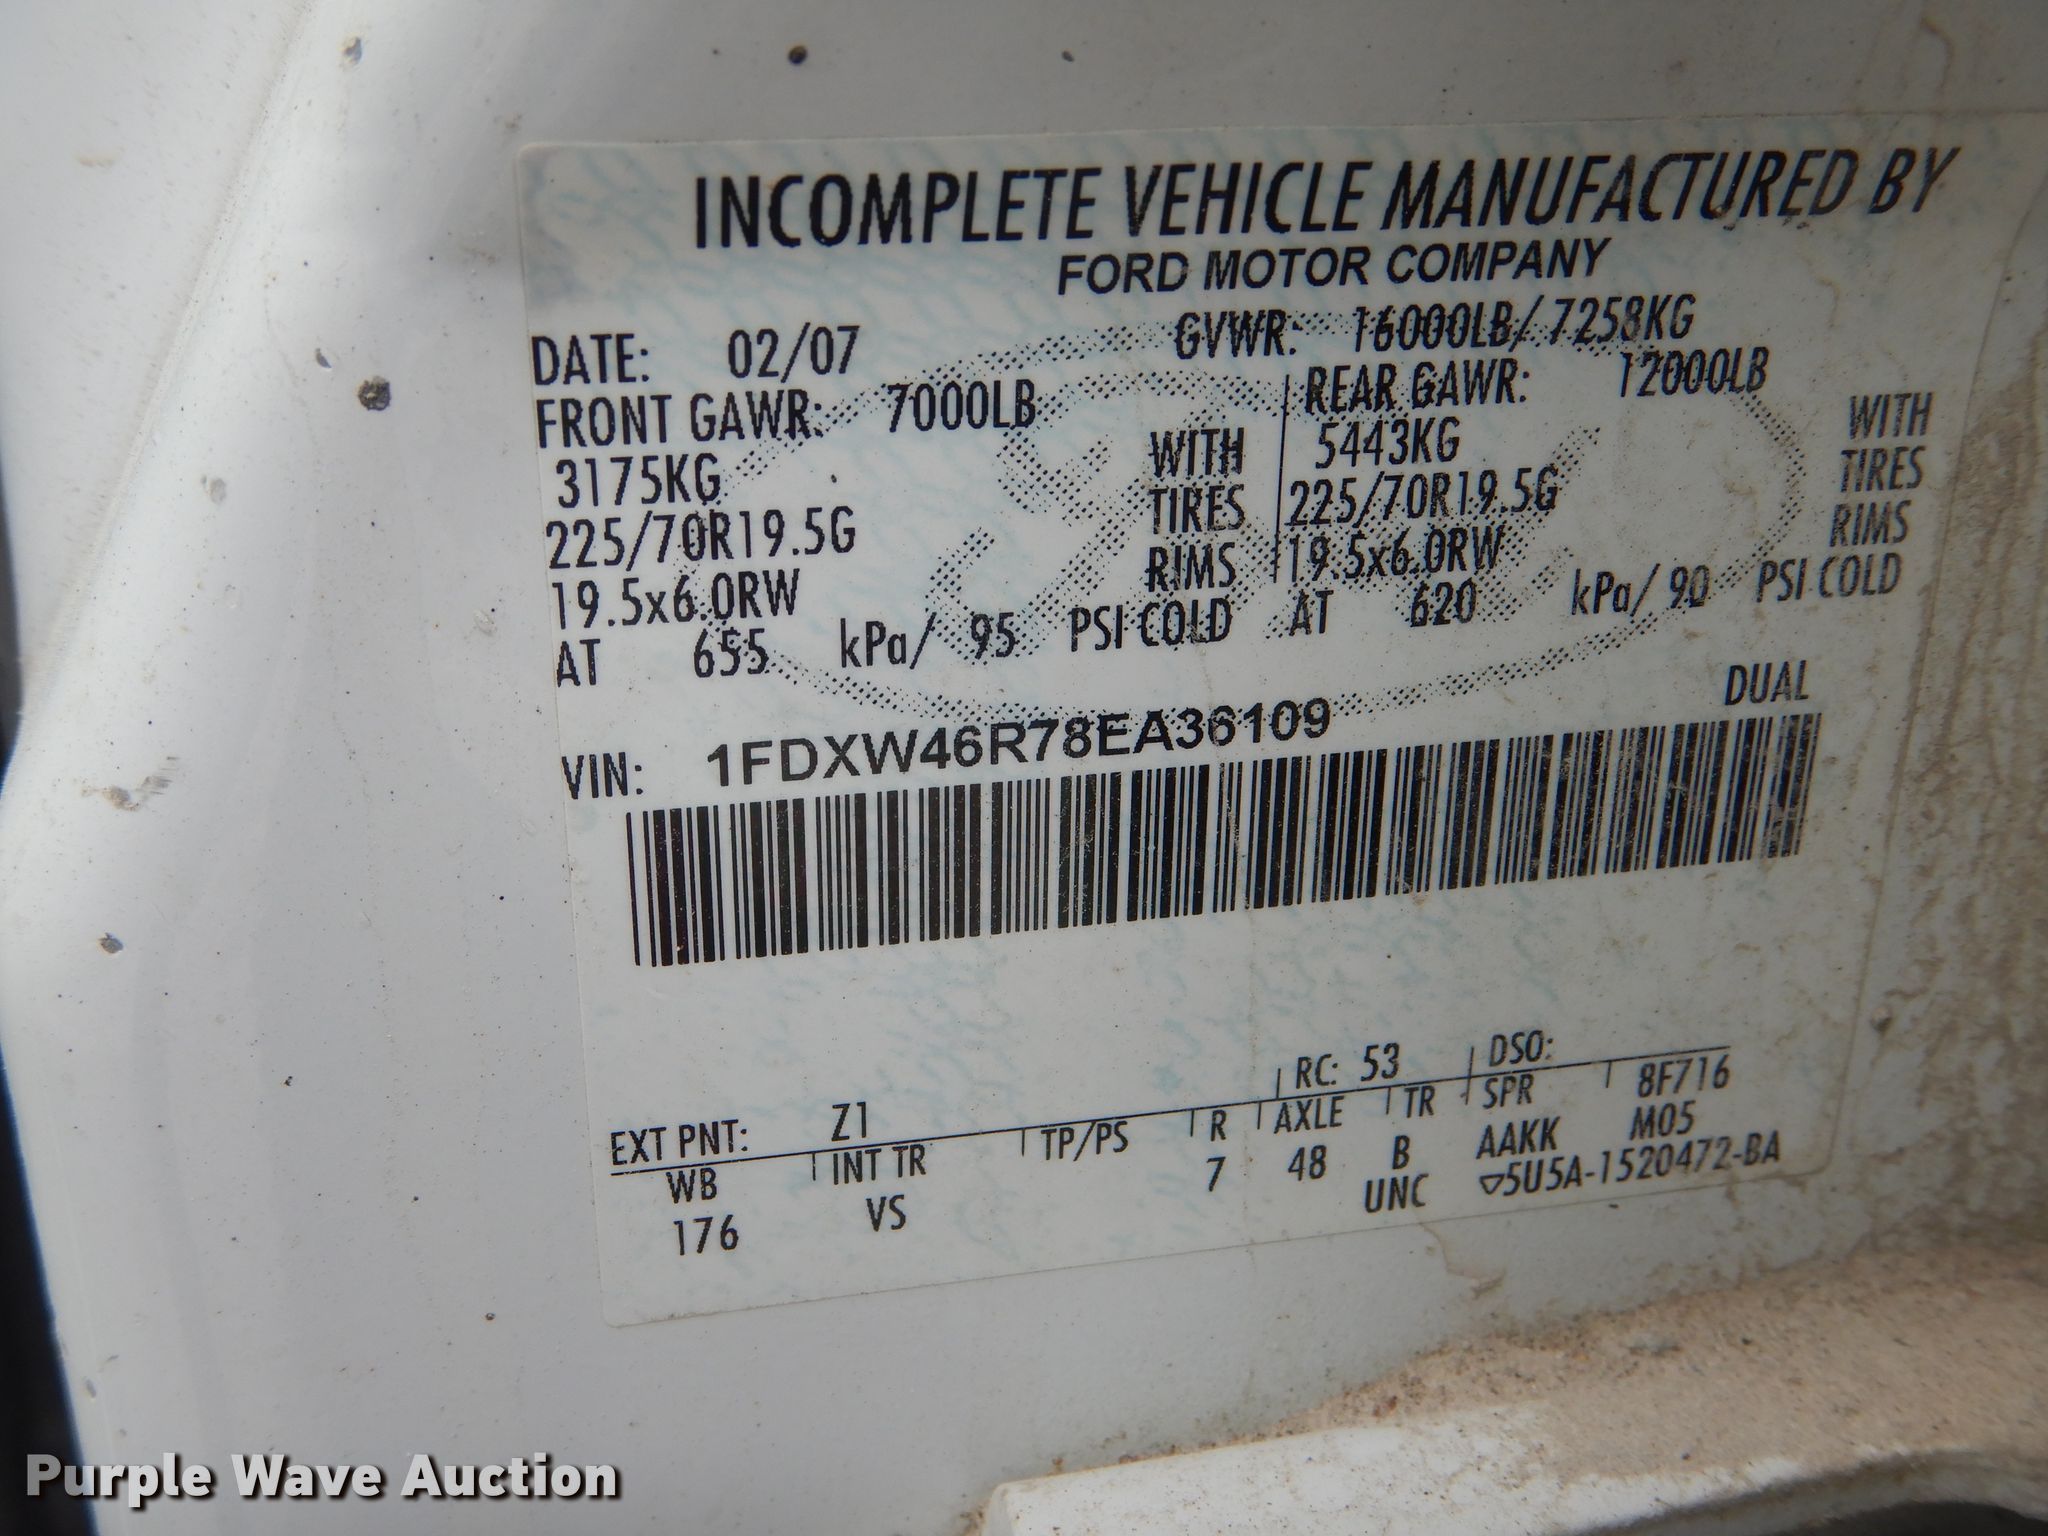 INCOMPLETE VEHICLE MANUFACTURED BY
FORD MOTOR COMPANY
DATE: 02/07 GVWR: 16000LB/7258KG
FRONT GAWR: 7000LB REAR GAWR: 12000LB
3175KG WITH 5443KG WITH
225/70R19.5G TIRES 225/70R19.5G TIRES
19.5x6.0RW RIMS 19.5x6.0RW RIMS
AT 655 kPa/ 95 PSI COLD AT 620 kPa/ 90 PSI COLD
DUAL
VIN: 1FDXW46R78EA36109
EXT PNT: Z1 RC: 53 DSO:
WB INT TR TP/PS R AXLE TR SPR 8F716
176 VS 7 48 B AAKK M05
UNC ▽5U5A-1520472-BA
Purple Wave Auction